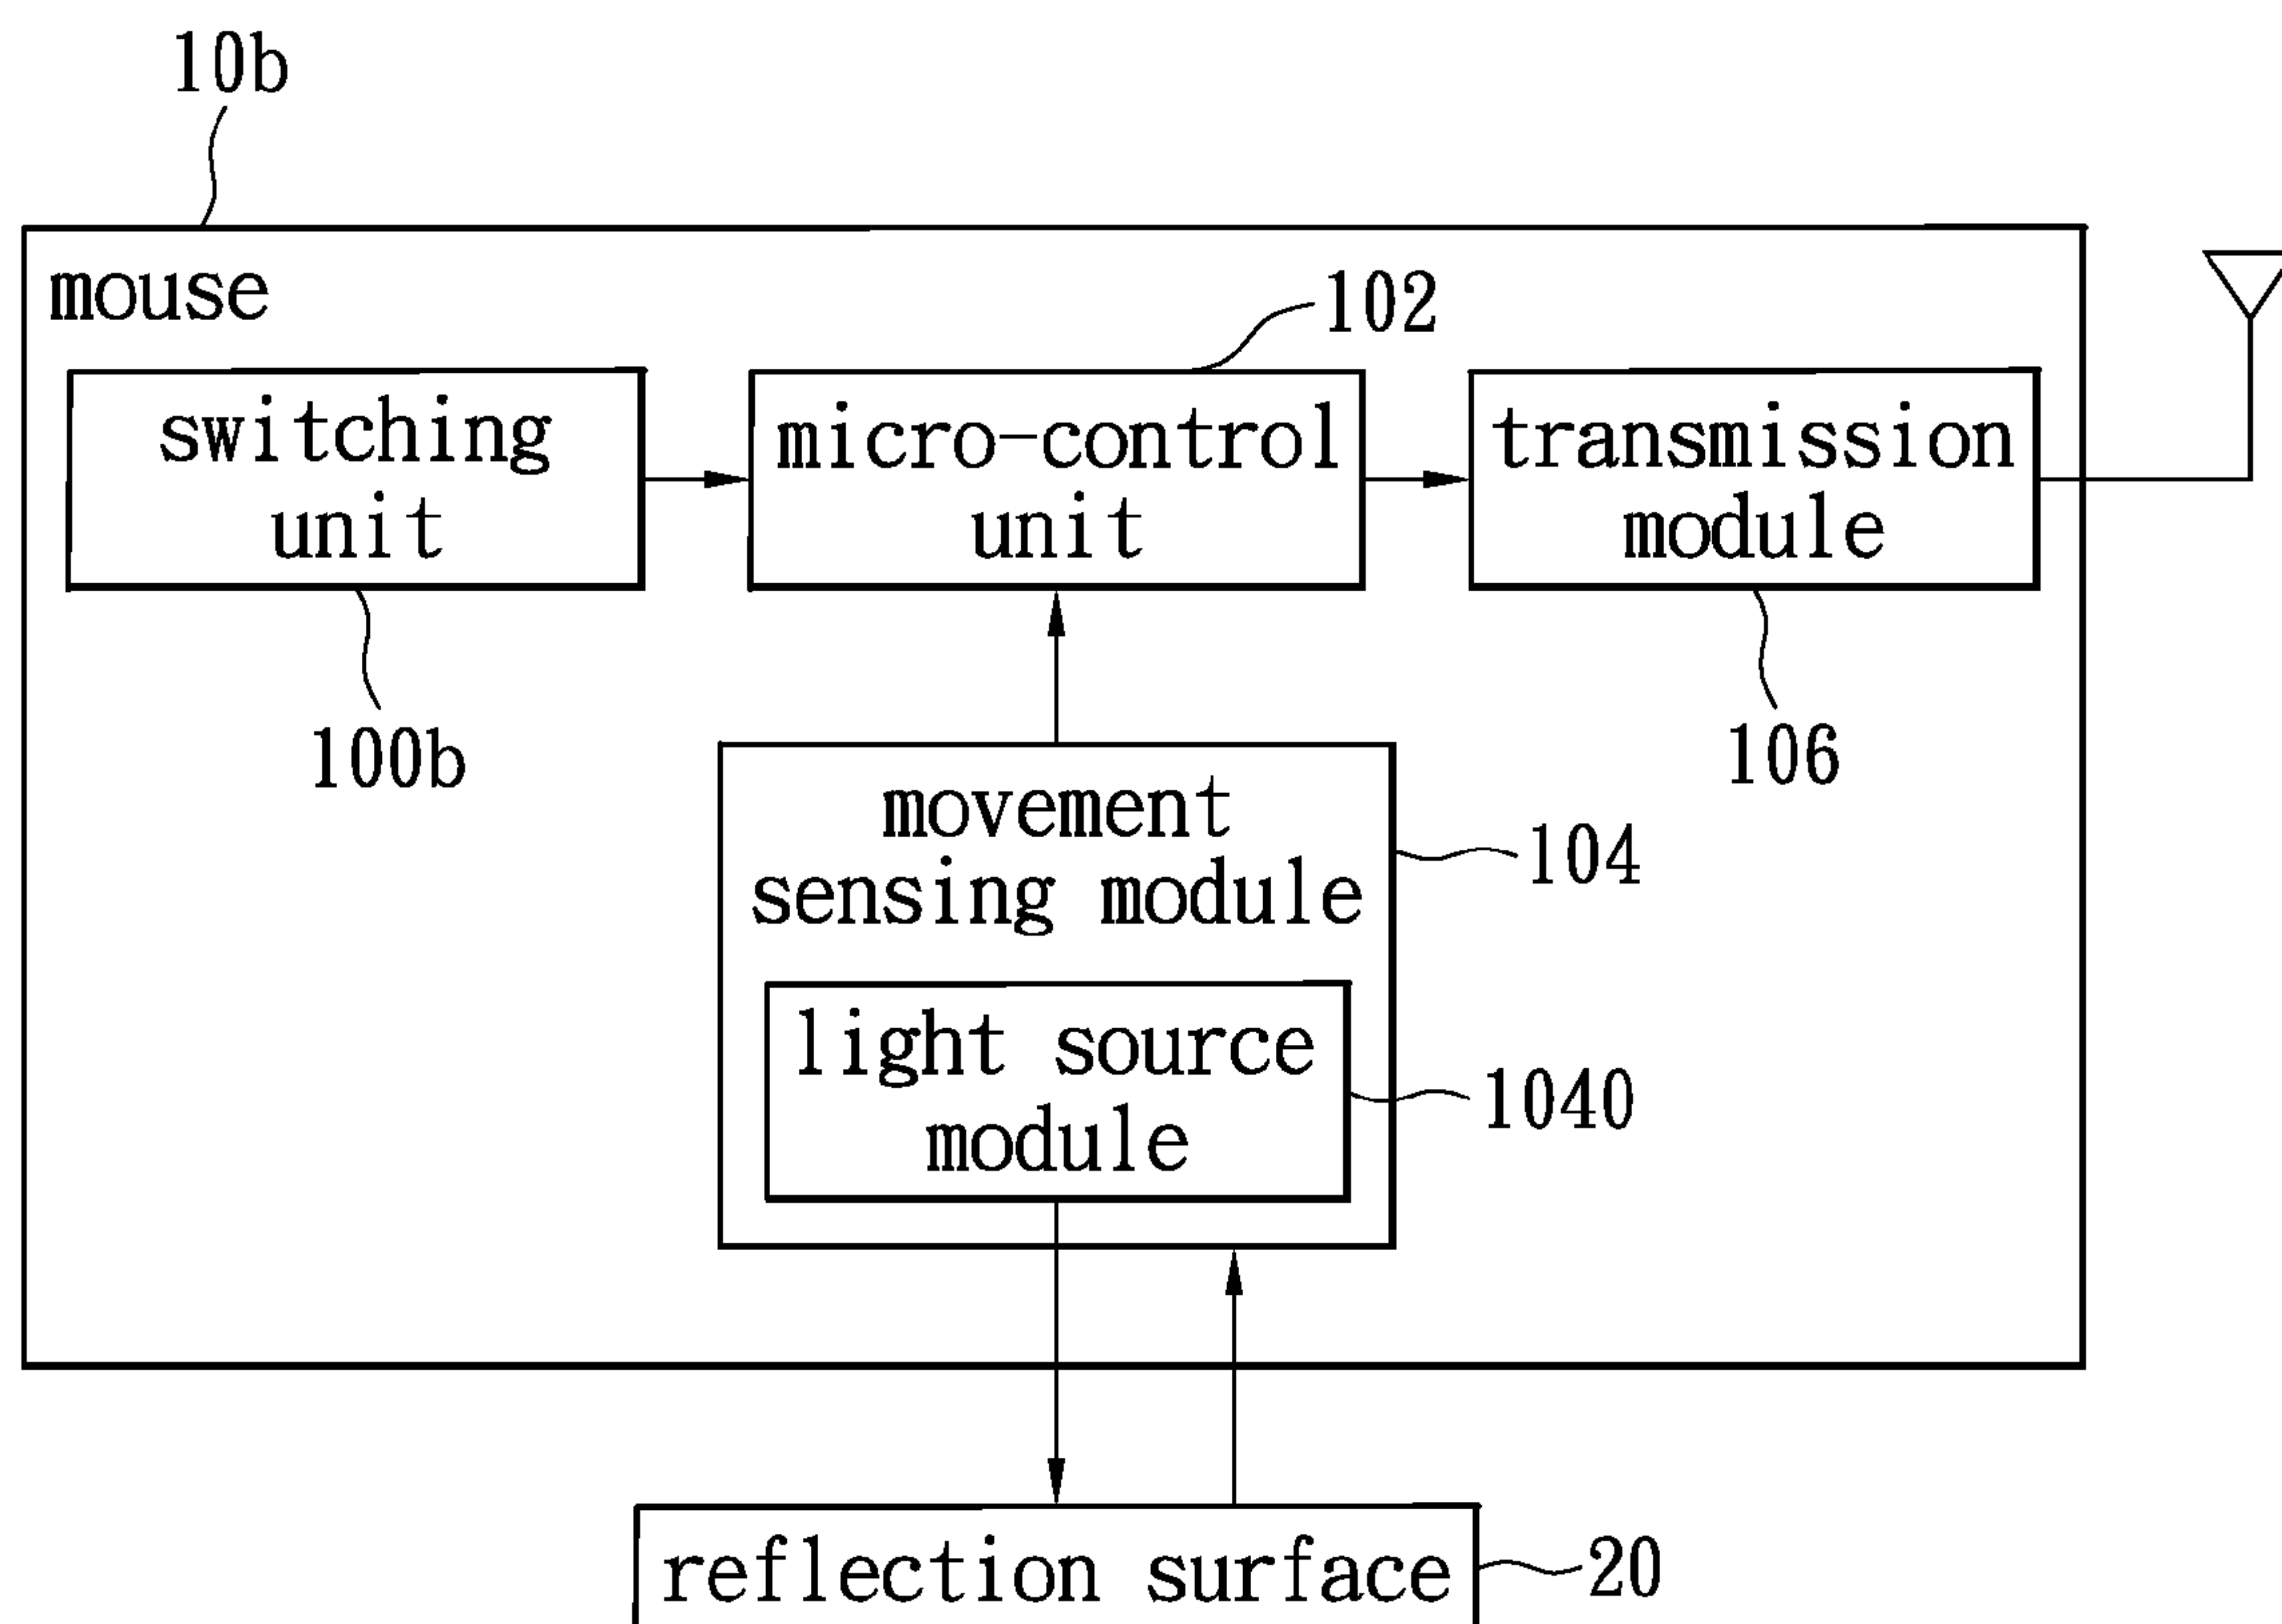 10b
mouse
102
switching
unit
micro-control
unit
transmission
module
100b
106
movement
sensing module
104
light source
module
1040
reflection surface
20